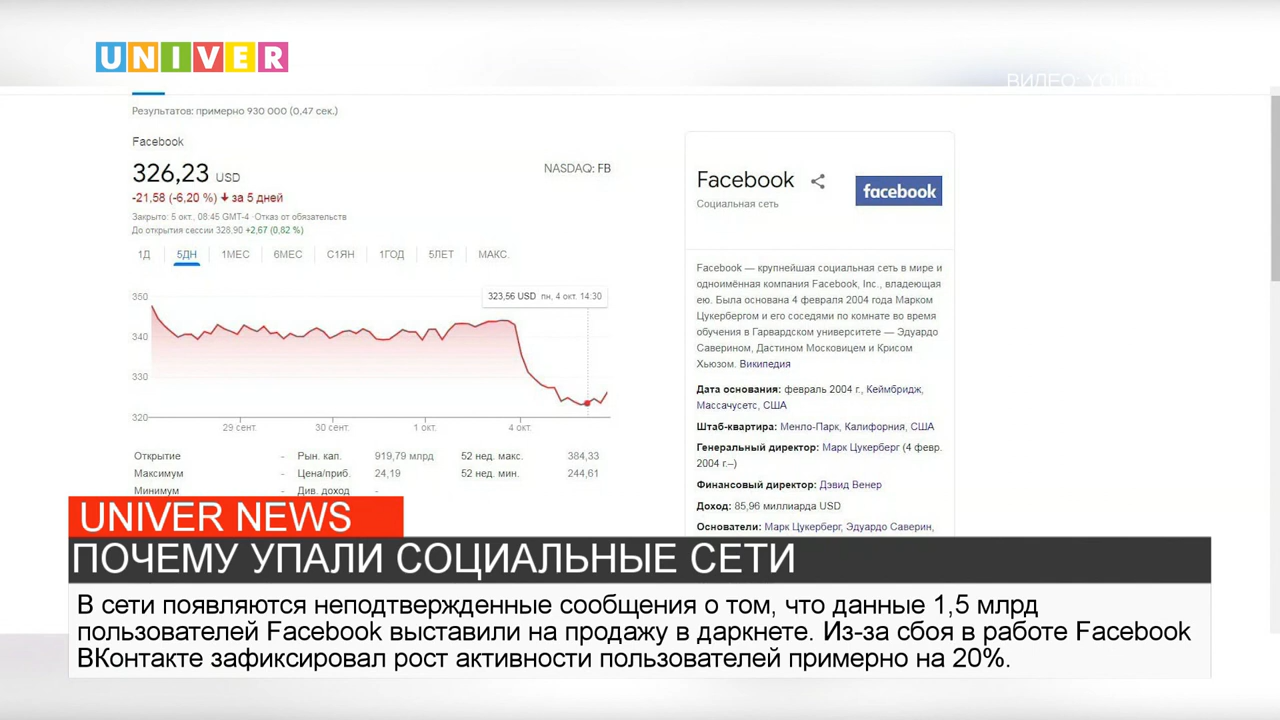 UNIVER
ВИДЕО:
Результатов: примерно 930 000 (0,47 сек.)
Facebook
326,23 USD
NASDAQ: FB
-21,58 (-6,20 %) ↓ за 5 дней
Закрыто: 5 окт., 08:45 GMT-4 · Отказ от обязательств
До открытия сессии 328.90 +2,67 (0,82 %)
1Д 5ДН 1МЕС 6МЕС С1ЯН 1ГОД 5ЛЕТ МАКС.
323,56 USD пн, 4 окт. 14:30
350
340
330
320
29 сент. 30 сент. 1 окт. 4 окт.
Открытие - Рын. кап. 919,79 млрд 52 нед. макс. 384,33
Максимум - Цена/приб. 24,19 52 нед. мин. 244,61
Минимум - Див. доход -
Facebook
Социальная сеть
facebook
Facebook — крупнейшая социальная сеть в мире и
одноимённая компания Facebook, Inc., владеющая
ею. Была основана 4 февраля 2004 года Марком
Цукербергом и его соседями по комнате во время
обучения в Гарвардском университете — Эдуардо
Саверином, Дастином Московицем и Крисом
Хьюзом. Википедия
Дата основания: февраль 2004 г., Кеймбридж,
Массачусетс, США
Штаб-квартира: Менло-Парк, Калифорния, США
Генеральный директор: Марк Цукерберг (4 февр.
2004 г.–)
Финансовый директор: Дэвид Венер
Доход: 85,96 миллиарда USD
Основатели: Марк Цукерберг, Эдуардо Саверин,
UNIVER NEWS
ПОЧЕМУ УПАЛИ СОЦИАЛЬНЫЕ СЕТИ
В сети появляются неподтвержденные сообщения о том, что данные 1,5 млрд
пользователей Facebook выставили на продажу в даркнете. Из-за сбоя в работе Facebook
ВКонтакте зафиксировал рост активности пользователей примерно на 20%.